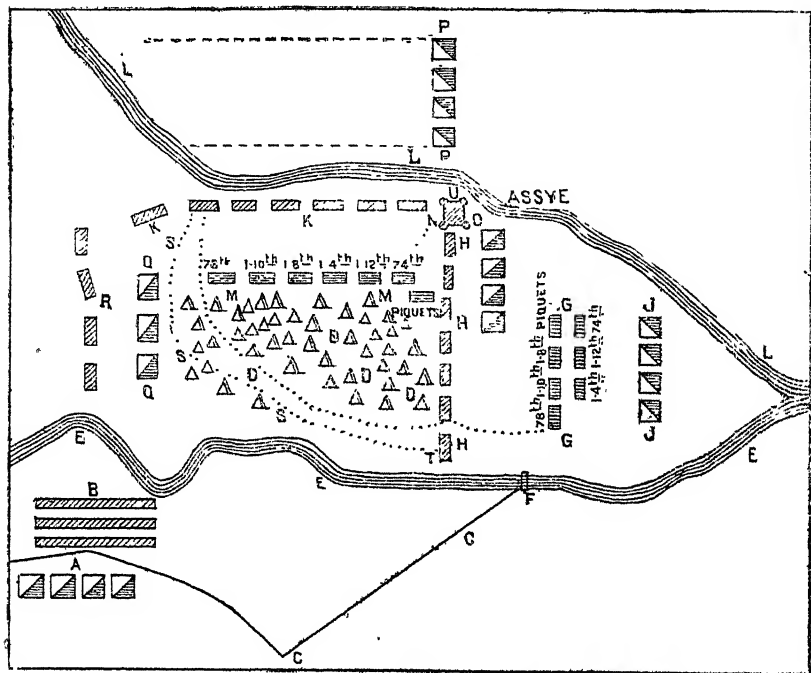 P
L
P
L
U
ASSYE
K
K
N
O
S
H
78th 1·10th 1·8th 1·4th 1·12th 74th
Q
R
M
M
PIQUETS
D
H
G
78th 1·10th 1·8th PIQUETS
1·4th 1·12th 74th
J
L
S
D
D
D
Q
S
T
H
G
J
E
E
E
F
B
C
A
C